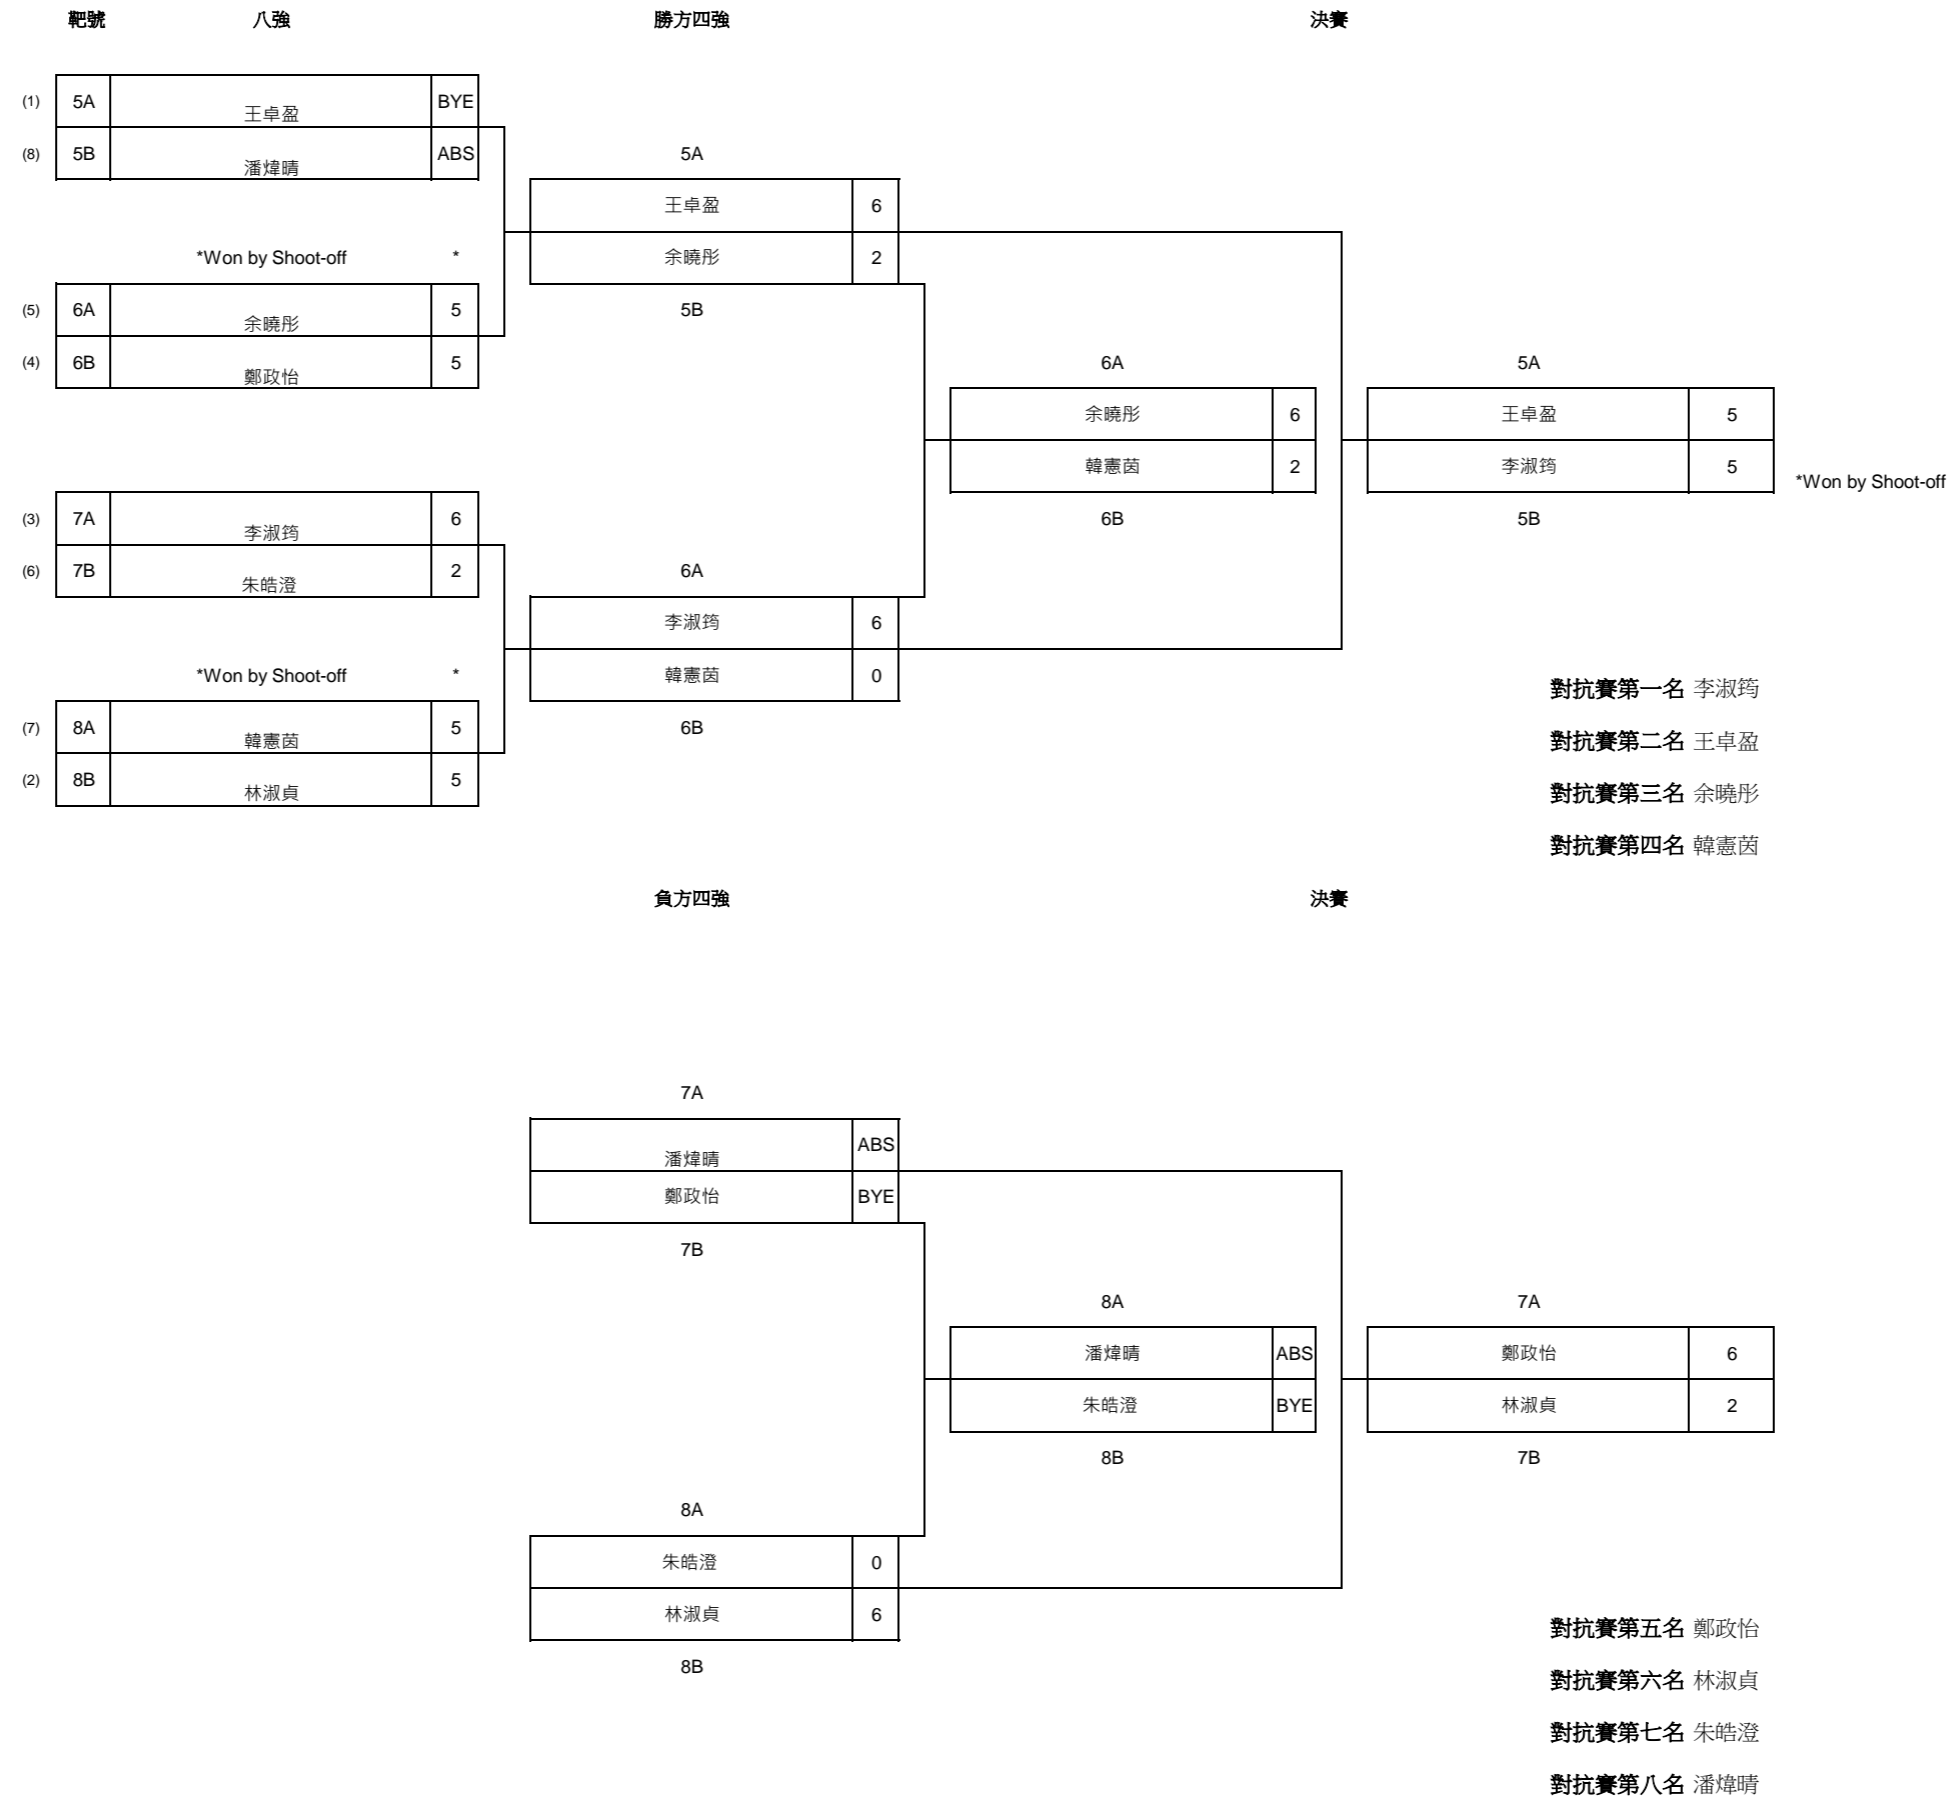 靶號 八強 勝方四強 決賽
(1) 5A 王卓盈 BYE
(8) 5B 潘煒晴 ABS 5A
王卓盈 6
*Won by Shoot-off * 余曉彤 2
(5) 6A 余曉彤 5 5B
(4) 6B 鄭政怡 5 6A 5A
余曉彤 6 王卓盈 5
韓憲茵 2 李淑筠 5
*Won by Shoot-off
(3) 7A 李淑筠 6 6B 5B
(6) 7B 朱皓澄 2 6A
李淑筠 6
*Won by Shoot-off * 韓憲茵 0
對抗賽第一名 李淑筠
(7) 8A 韓憲茵 5 6B
對抗賽第二名 王卓盈
(2) 8B 林淑貞 5
對抗賽第三名 余曉彤
對抗賽第四名 韓憲茵
負方四強 決賽
7A
潘煒晴 ABS
鄭政怡 BYE
7B
8A 7A
潘煒晴 ABS 鄭政怡 6
朱皓澄 BYE 林淑貞 2
8B 7B
8A
朱皓澄 0
林淑貞 6
對抗賽第五名 鄭政怡
8B
對抗賽第六名 林淑貞
對抗賽第七名 朱皓澄
對抗賽第八名 潘煒晴